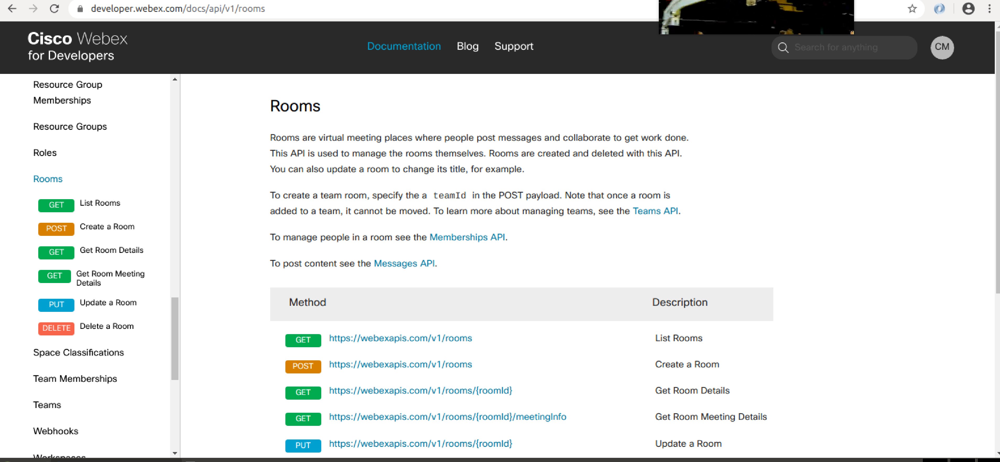 developer.webex.com/docs/api/v1/rooms
Cisco Webex
for Developers
Documentation
Blog
Support
Search for anything
CM
Resource Group
Memberships
Resource Groups
Roles
Rooms
GET List Rooms
POST Create a Room
GET Get Room Details
GET Get Room Meeting
Details
PUT Update a Room
DELETE Delete a Room
Space Classifications
Team Memberships
Teams
Webhooks
Workspaces
Rooms
Rooms are virtual meeting places where people post messages and collaborate to get work done.
This API is used to manage the rooms themselves. Rooms are created and deleted with this API.
You can also update a room to change its title, for example.
To create a team room, specify the a teamId in the POST payload. Note that once a room is
added to a team, it cannot be moved. To learn more about managing teams, see the Teams API.
To manage people in a room see the Memberships API.
To post content see the Messages API.
Method Description
GET https://webexapis.com/v1/rooms List Rooms
POST https://webexapis.com/v1/rooms Create a Room
GET https://webexapis.com/v1/rooms/{roomId} Get Room Details
GET https://webexapis.com/v1/rooms/{roomId}/meetingInfo Get Room Meeting Details
PUT https://webexapis.com/v1/rooms/{roomId} Update a Room